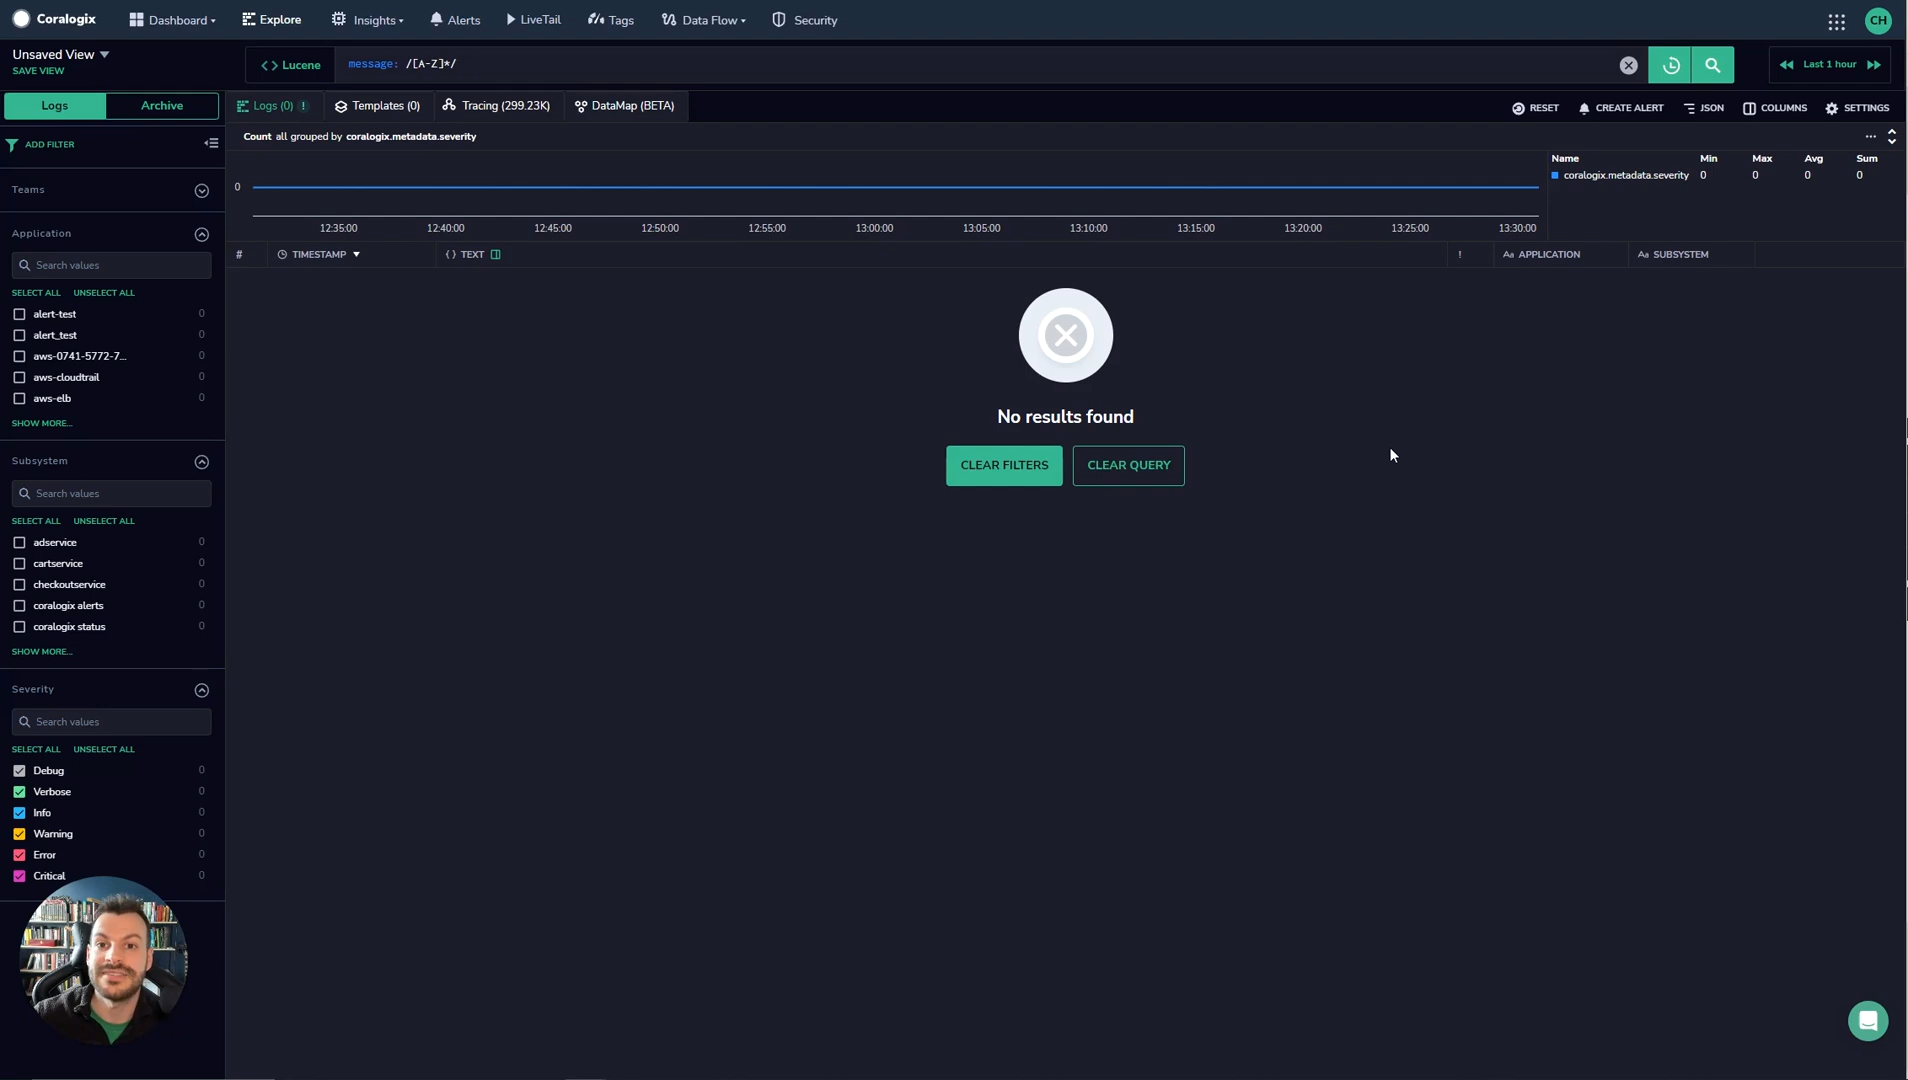 Coralogix
Dashboard
Explore
Insights
Alerts
LiveTail
Tags
Data Flow
Security
CH
Unsaved View
SAVE VIEW
<> Lucene
message: /[A-Z]*/
Last 1 hour
Logs
Archive
Logs (0) !
Templates (0)
Tracing (299.23K)
DataMap (BETA)
RESET
CREATE ALERT
JSON
COLUMNS
SETTINGS
ADD FILTER
Count all grouped by coralogix.metadata.severity
...
Name Min Max Avg Sum
coralogix.metadata.severity 0 0 0 0
0
12:35:00 12:40:00 12:45:00 12:50:00 12:55:00 13:00:00 13:05:00 13:10:00 13:15:00 13:20:00 13:25:00 13:30:00
# TIMESTAMP {} TEXT ! Aa APPLICATION Aa SUBSYSTEM
No results found
CLEAR FILTERS
CLEAR QUERY
Teams
Application
Search values
SELECT ALL UNSELECT ALL
alert-test 0
alert_test 0
aws-0741-5772-7... 0
aws-cloudtrail 0
aws-elb 0
SHOW MORE...
Subsystem
Search values
SELECT ALL UNSELECT ALL
adservice 0
cartservice 0
checkoutservice 0
coralogix alerts 0
coralogix status 0
SHOW MORE...
Severity
Search values
SELECT ALL UNSELECT ALL
Debug 0
Verbose 0
Info 0
Warning 0
Error 0
Critical 0